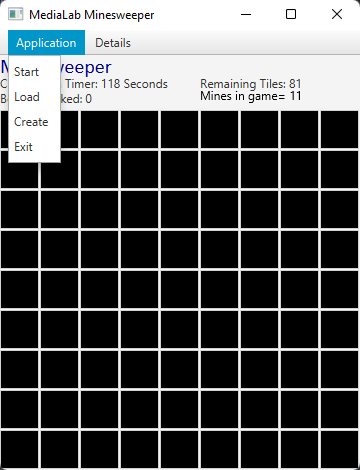 MediaLab Minesweeper
Application Details
Start
Load
Create
Exit
sweeper
Timer: 118 Seconds
Remaining Tiles: 81
ked: 0
Mines in game= 11